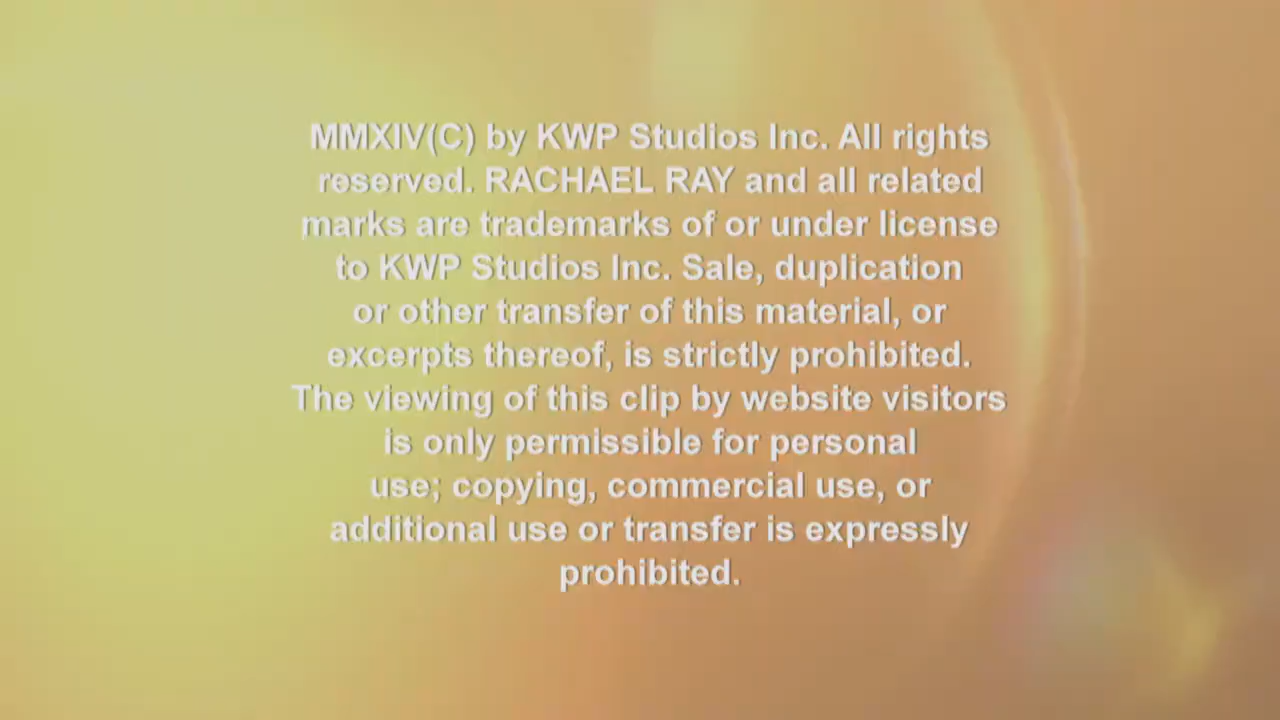 MMXIV(C) by KWP Studios Inc. All rights
reserved. RACHAEL RAY and all related
marks are trademarks of or under license
to KWP Studios Inc. Sale, duplication
or other transfer of this material, or
excerpts thereof, is strictly prohibited.
The viewing of this clip by website visitors
is only permissible for personal
use; copying, commercial use, or
additional use or transfer is expressly
prohibited.